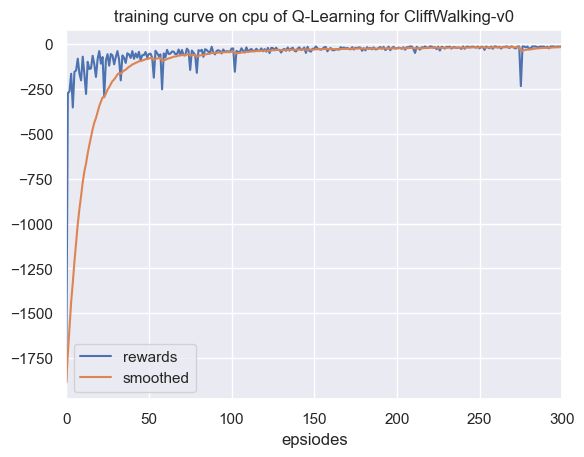 training curve on cpu of Q-Learning for CliffWalking-v0
0
−250
−500
−750
−1000
−1250
−1500
−1750
rewards
smoothed
0 50 100 150 200 250 300
epsiodes